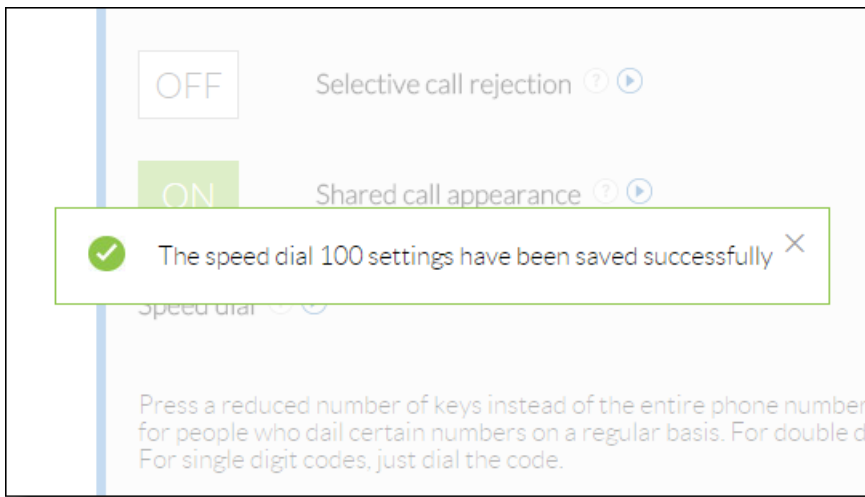 OFF
Selective call rejection ?
ON
Shared call appearance ?
The speed dial 100 settings have been saved successfully
Speed dial
Press a reduced number of keys instead of the entire phone number
for people who dail certain numbers on a regular basis. For double d
For single digit codes, just dial the code.